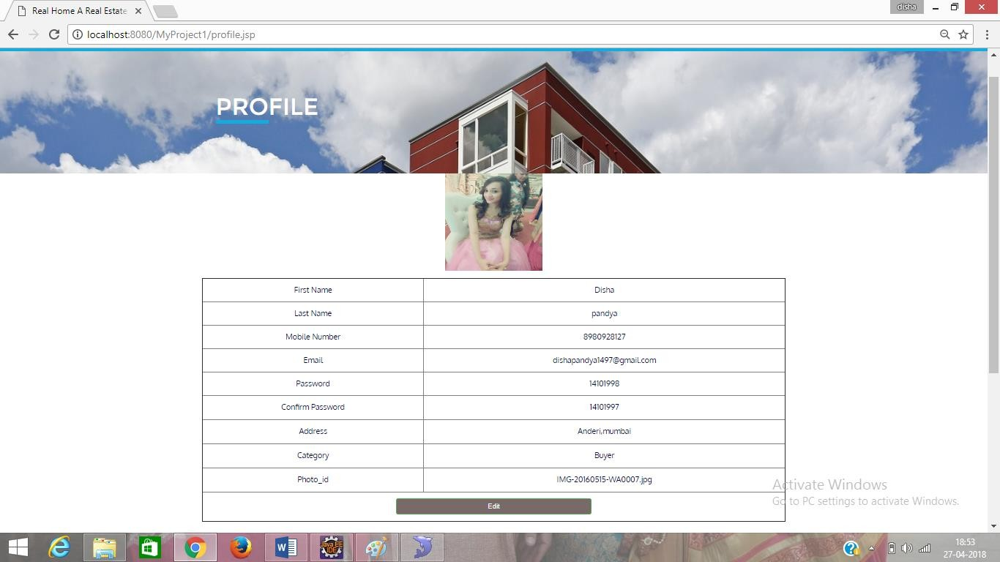 Real Home A Real Estate
disha
localhost:8080/MyProject1/profile.jsp
PROFILE
First Name Disha
Last Name pandya
Mobile Number 8980928127
Email dishapandya1497@gmail.com
Password 14101998
Confirm Password 14101997
Address Anderi,mumbai
Category Buyer
Photo_id IMG-20160515-WA0007.jpg
Edit
Activate Windows
Go to PC settings to activate Windows.
Java EE
IDE
18:53
27-04-2018